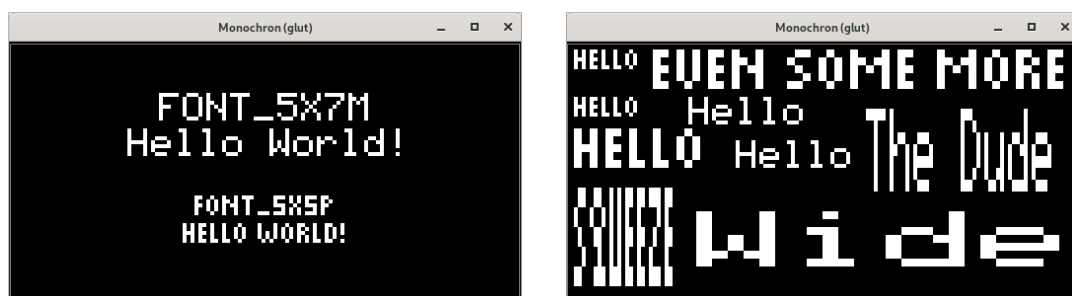 Monochron (glut)
FONT_5X7M
Hello World!
FONT_5X5P
HELLO WORLD!
Monochron (glut)
HELLO EVEN SOME MORE
HELLO Hello
HELLO Hello The Dude
SQUEEZE Wide